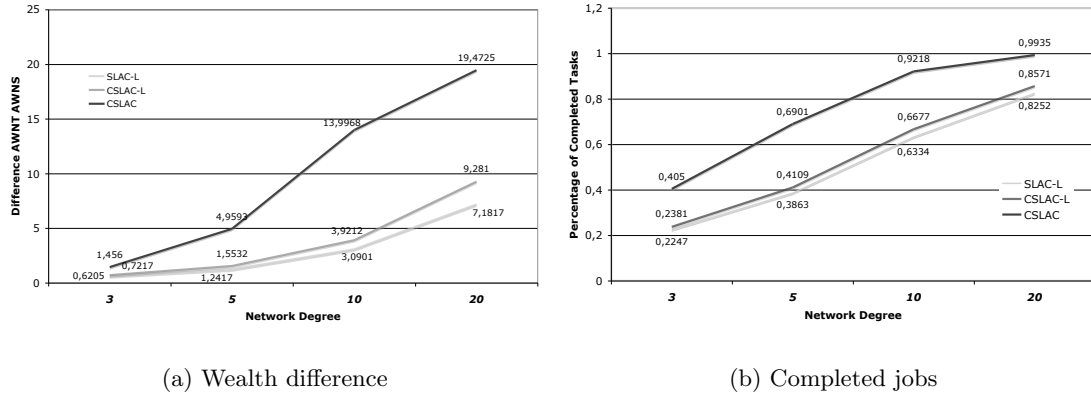 25
20
15
10
5
0
Difference AWNT AWNS
SLAC-L
CSLAC-L
CSLAC
19,4725
13,9968
9,281
7,1817
4,9593
3,9212
3,0901
1,456
0,7217
1,5532
0,6205
1,2417
3 5 10 20
Network Degree
(a) Wealth difference
1,2
1
0,8
0,6
0,4
0,2
0
Percentage of Completed Tasks
0,9935
0,9218
0,8571
0,8252
0,6901
0,6677
0,6334
0,405
0,4109
0,3863
0,2381
0,2247
SLAC-L
CSLAC-L
CSLAC
3 5 10 20
Network Degree
(b) Completed jobs